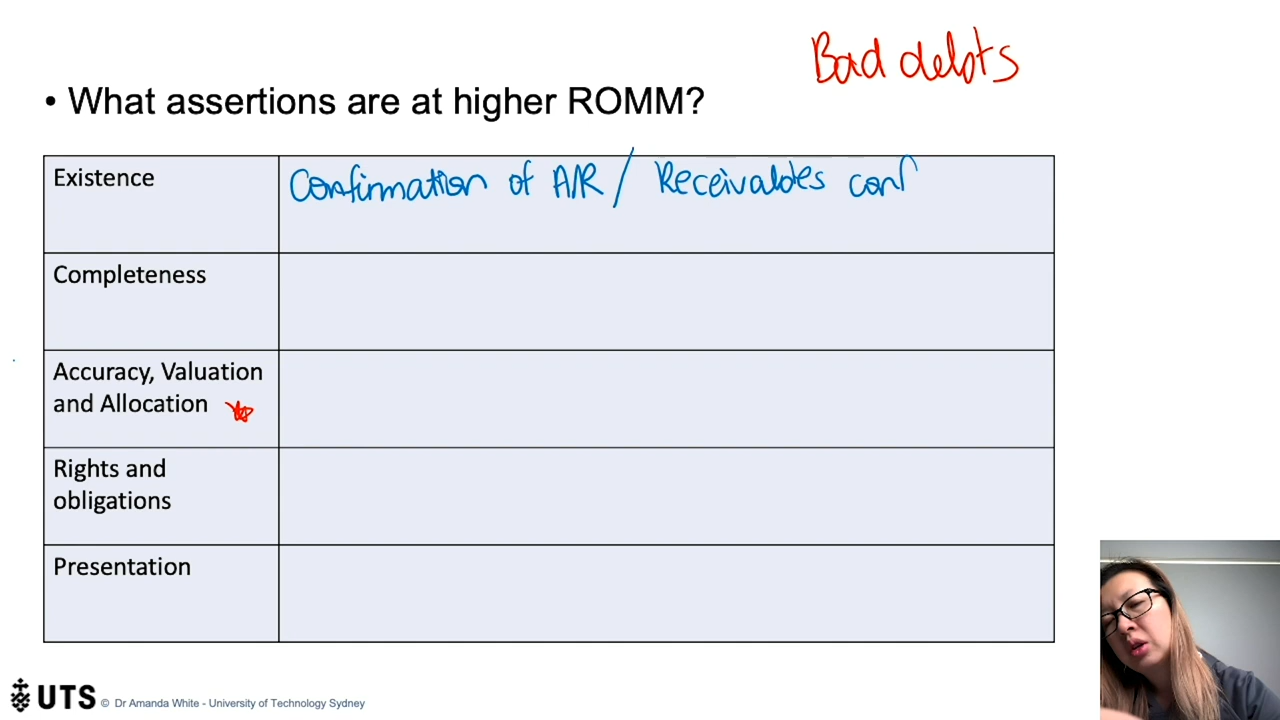 Bad debts
• What assertions are at higher ROMM?
Existence
Confirmation of A/R / Receivables conf
Completeness
Accuracy, Valuation
and Allocation
Rights and
obligations
Presentation
UTS © Dr Amanda White - University of Technology Sydney